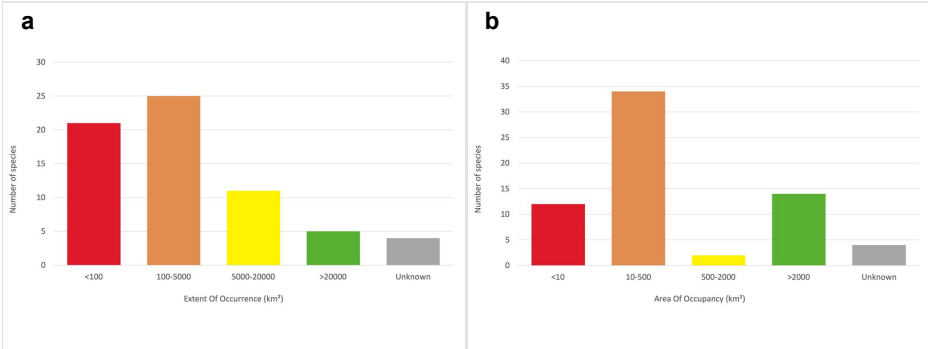 a
30
25
20
15
10
5
0
Number of species
<100 100-5000 5000-20000 >20000 Unknown
Extent Of Occurrence (km²)
b
40
35
30
25
20
15
10
5
0
Number of species
<10 10-500 500-2000 >2000 Unknown
Area Of Occupancy (km²)